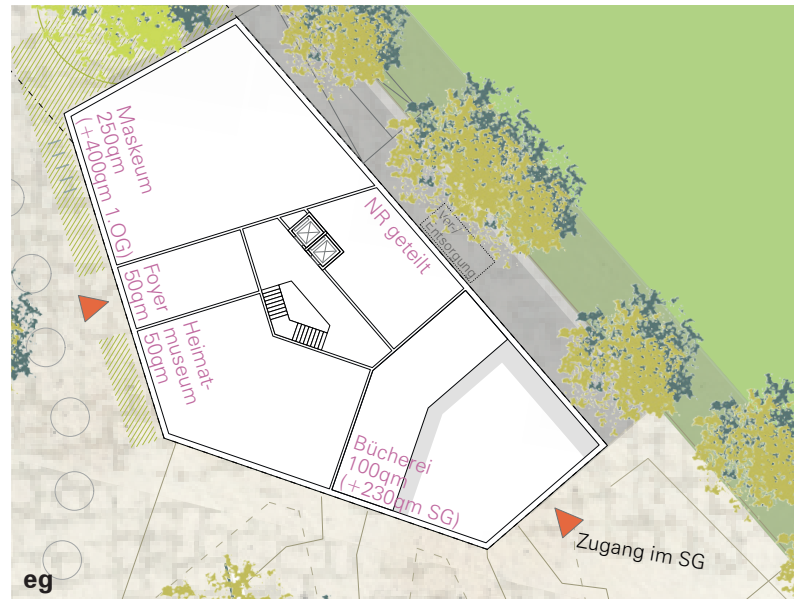 Maskeum
250qm
(+400qm 1.OG)
NR geteilt
Ver-/
Entsorgung
Foyer
50qm
Heimat-
museum
50qm
Bücherei
100qm
(+230qm SG)
Zugang im SG
eg